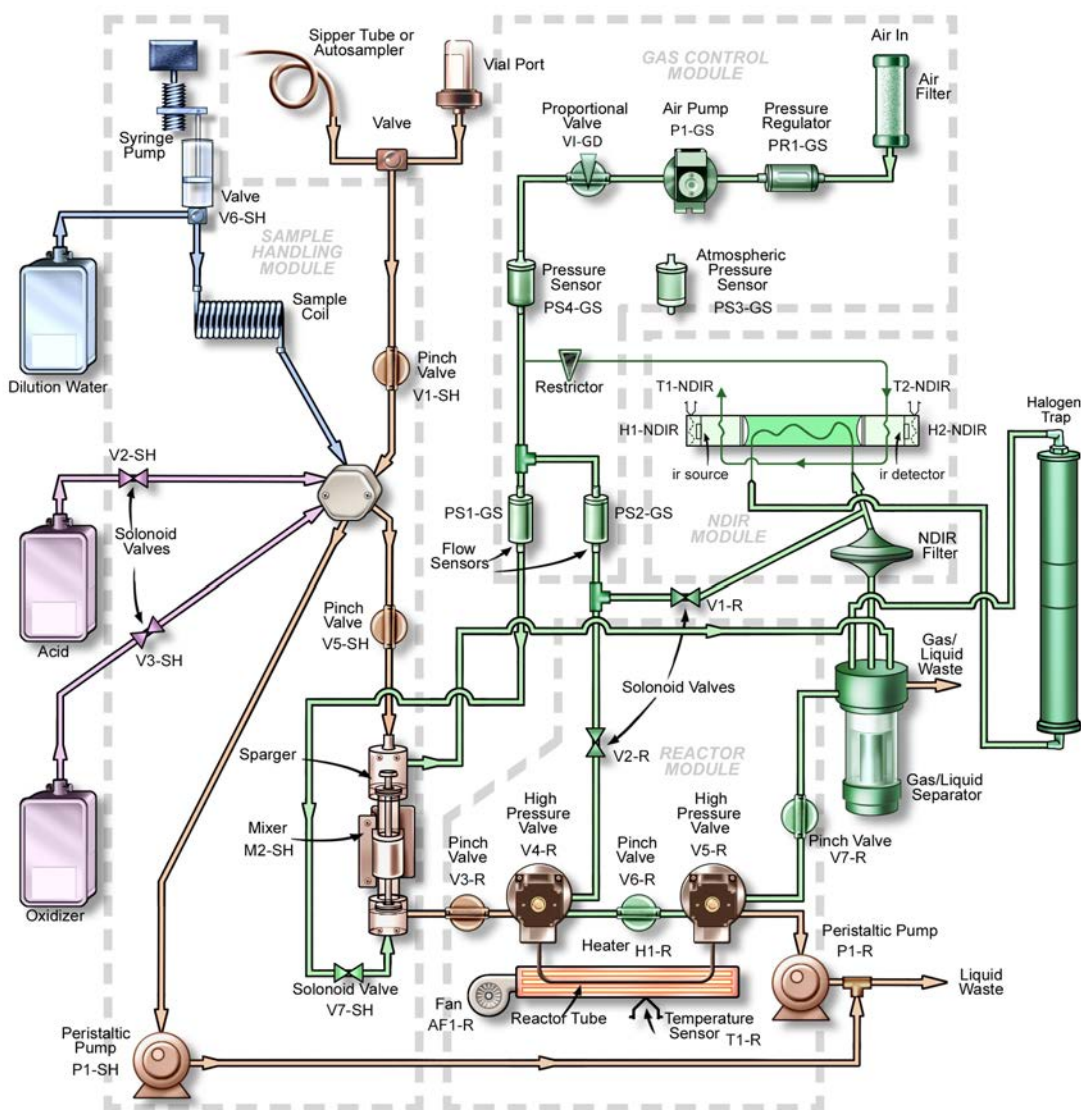 Sipper Tube or
Autosampler
Vial Port
Valve
Syringe
Pump
Valve
V6-SH
SAMPLE
HANDLING
MODULE
Sample
Coil
Dilution Water
Pinch
Valve
V1-SH
GAS CONTROL
MODULE
Air In
Air
Filter
Proportional
Valve
VI-GD
Air Pump
P1-GS
Pressure
Regulator
PR1-GS
Pressure
Sensor
PS4-GS
Atmospheric
Pressure
Sensor
PS3-GS
Restrictor
T1-NDIR
T2-NDIR
H1-NDIR
H2-NDIR
ir source
ir detector
Halogen
Trap
V2-SH
Solonoid
Valves
Acid
V3-SH
Oxidizer
PS1-GS
PS2-GS
Flow
Sensors
NDIR
MODULE
NDIR
Filter
V1-R
Pinch
Valve
V5-SH
Solonoid Valves
Gas/
Liquid
Waste
V2-R
REACTOR
MODULE
Gas/Liquid
Separator
Sparger
Mixer
M2-SH
Pinch
Valve
V3-R
High
Pressure
Valve
V4-R
Pinch
Valve
V6-R
High
Pressure
Valve
V5-R
Pinch Valve
V7-R
Heater
H1-R
Peristaltic Pump
P1-R
Liquid
Waste
Solonoid Valve
V7-SH
Fan
AF1-R
Reactor Tube
Temperature
Sensor
T1-R
Peristaltic
Pump
P1-SH